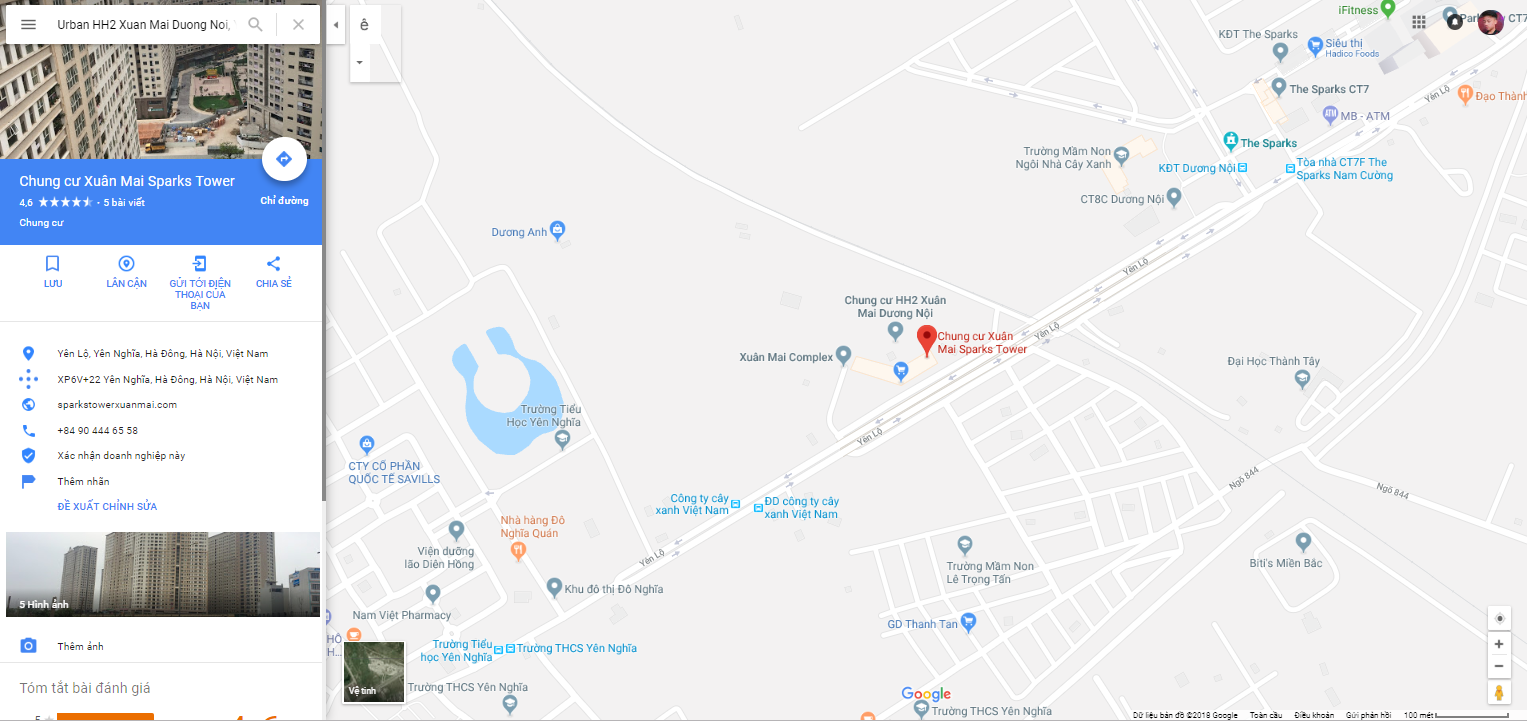 Urban HH2 Xuan Mai Duong Noi,
ê
Chung cư Xuân Mai Sparks Tower
4,6 ★★★★★ · 5 bài viết
Chung cư
Chỉ đường
LƯU
LÂN CẬN
GỬI TỚI ĐIỆN
THOẠI CỦA
BẠN
CHIA SẺ
Yên Lộ, Yên Nghĩa, Hà Đông, Hà Nội, Việt Nam
XP6V+22 Yên Nghĩa, Hà Đông, Hà Nội, Việt Nam
sparkstowerxuanmai.com
+84 90 444 65 58
Xác nhận doanh nghiệp này
Thêm nhãn
ĐỀ XUẤT CHỈNH SỬA
5 Hình ảnh
Thêm ảnh
Tóm tắt bài đánh giá
5
iFitness
CT7
KĐT The Sparks
Siêu thị
Hadico Foods
The Sparks CT7
ATM
MB - ATM
Yên Lộ
Đạo Thành
The Sparks
Trường Mầm Non
Ngôi Nhà Cây Xanh
KĐT Dương Nội
Tòa nhà CT7F The
Sparks Nam Cường
CT8C Dương Nội
Dương Anh
Yên Lộ
Chung cư HH2 Xuân
Mai Dương Nội
Yên Lộ
Chung cư Xuân
Mai Sparks Tower
Xuân Mai Complex
Đại Học Thành Tây
Trường Tiểu
Học Yên Nghĩa
Yên Lộ
CTY CỔ PHẦN
QUỐC TẾ SAVILLS
Ngõ 844
Ngõ 844
Công ty cây
xanh Việt Nam
ĐD công ty cây
xanh Việt Nam
Nhà hàng Đô
Nghĩa Quán
Viện dưỡng
lão Diên Hồng
Yên Lộ
Trường Mầm Non
Lê Trọng Tấn
Biti's Miền Bắc
Khu đô thị Đô Nghĩa
Nam Việt Pharmacy
GD Thanh Tan
HỘ
H...
Trường Tiểu
học Yên Nghĩa
Trường THCS Yên Nghĩa
Vệ tinh
Trường THCS Yên Nghĩa
Google
Trường THCS Yên Nghĩa
+
−
Dữ liệu bản đồ ©2018 Google Toàn cầu Điều khoản Gửi phản hồi 100 mét